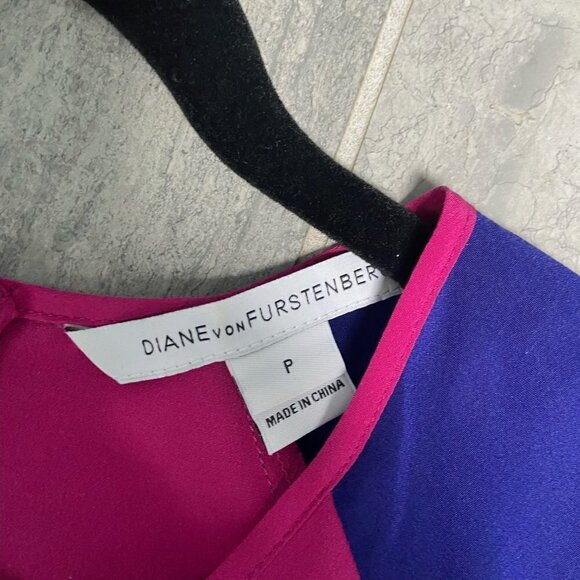 DIANE VON FURSTENBER
P
MADE IN CHINA